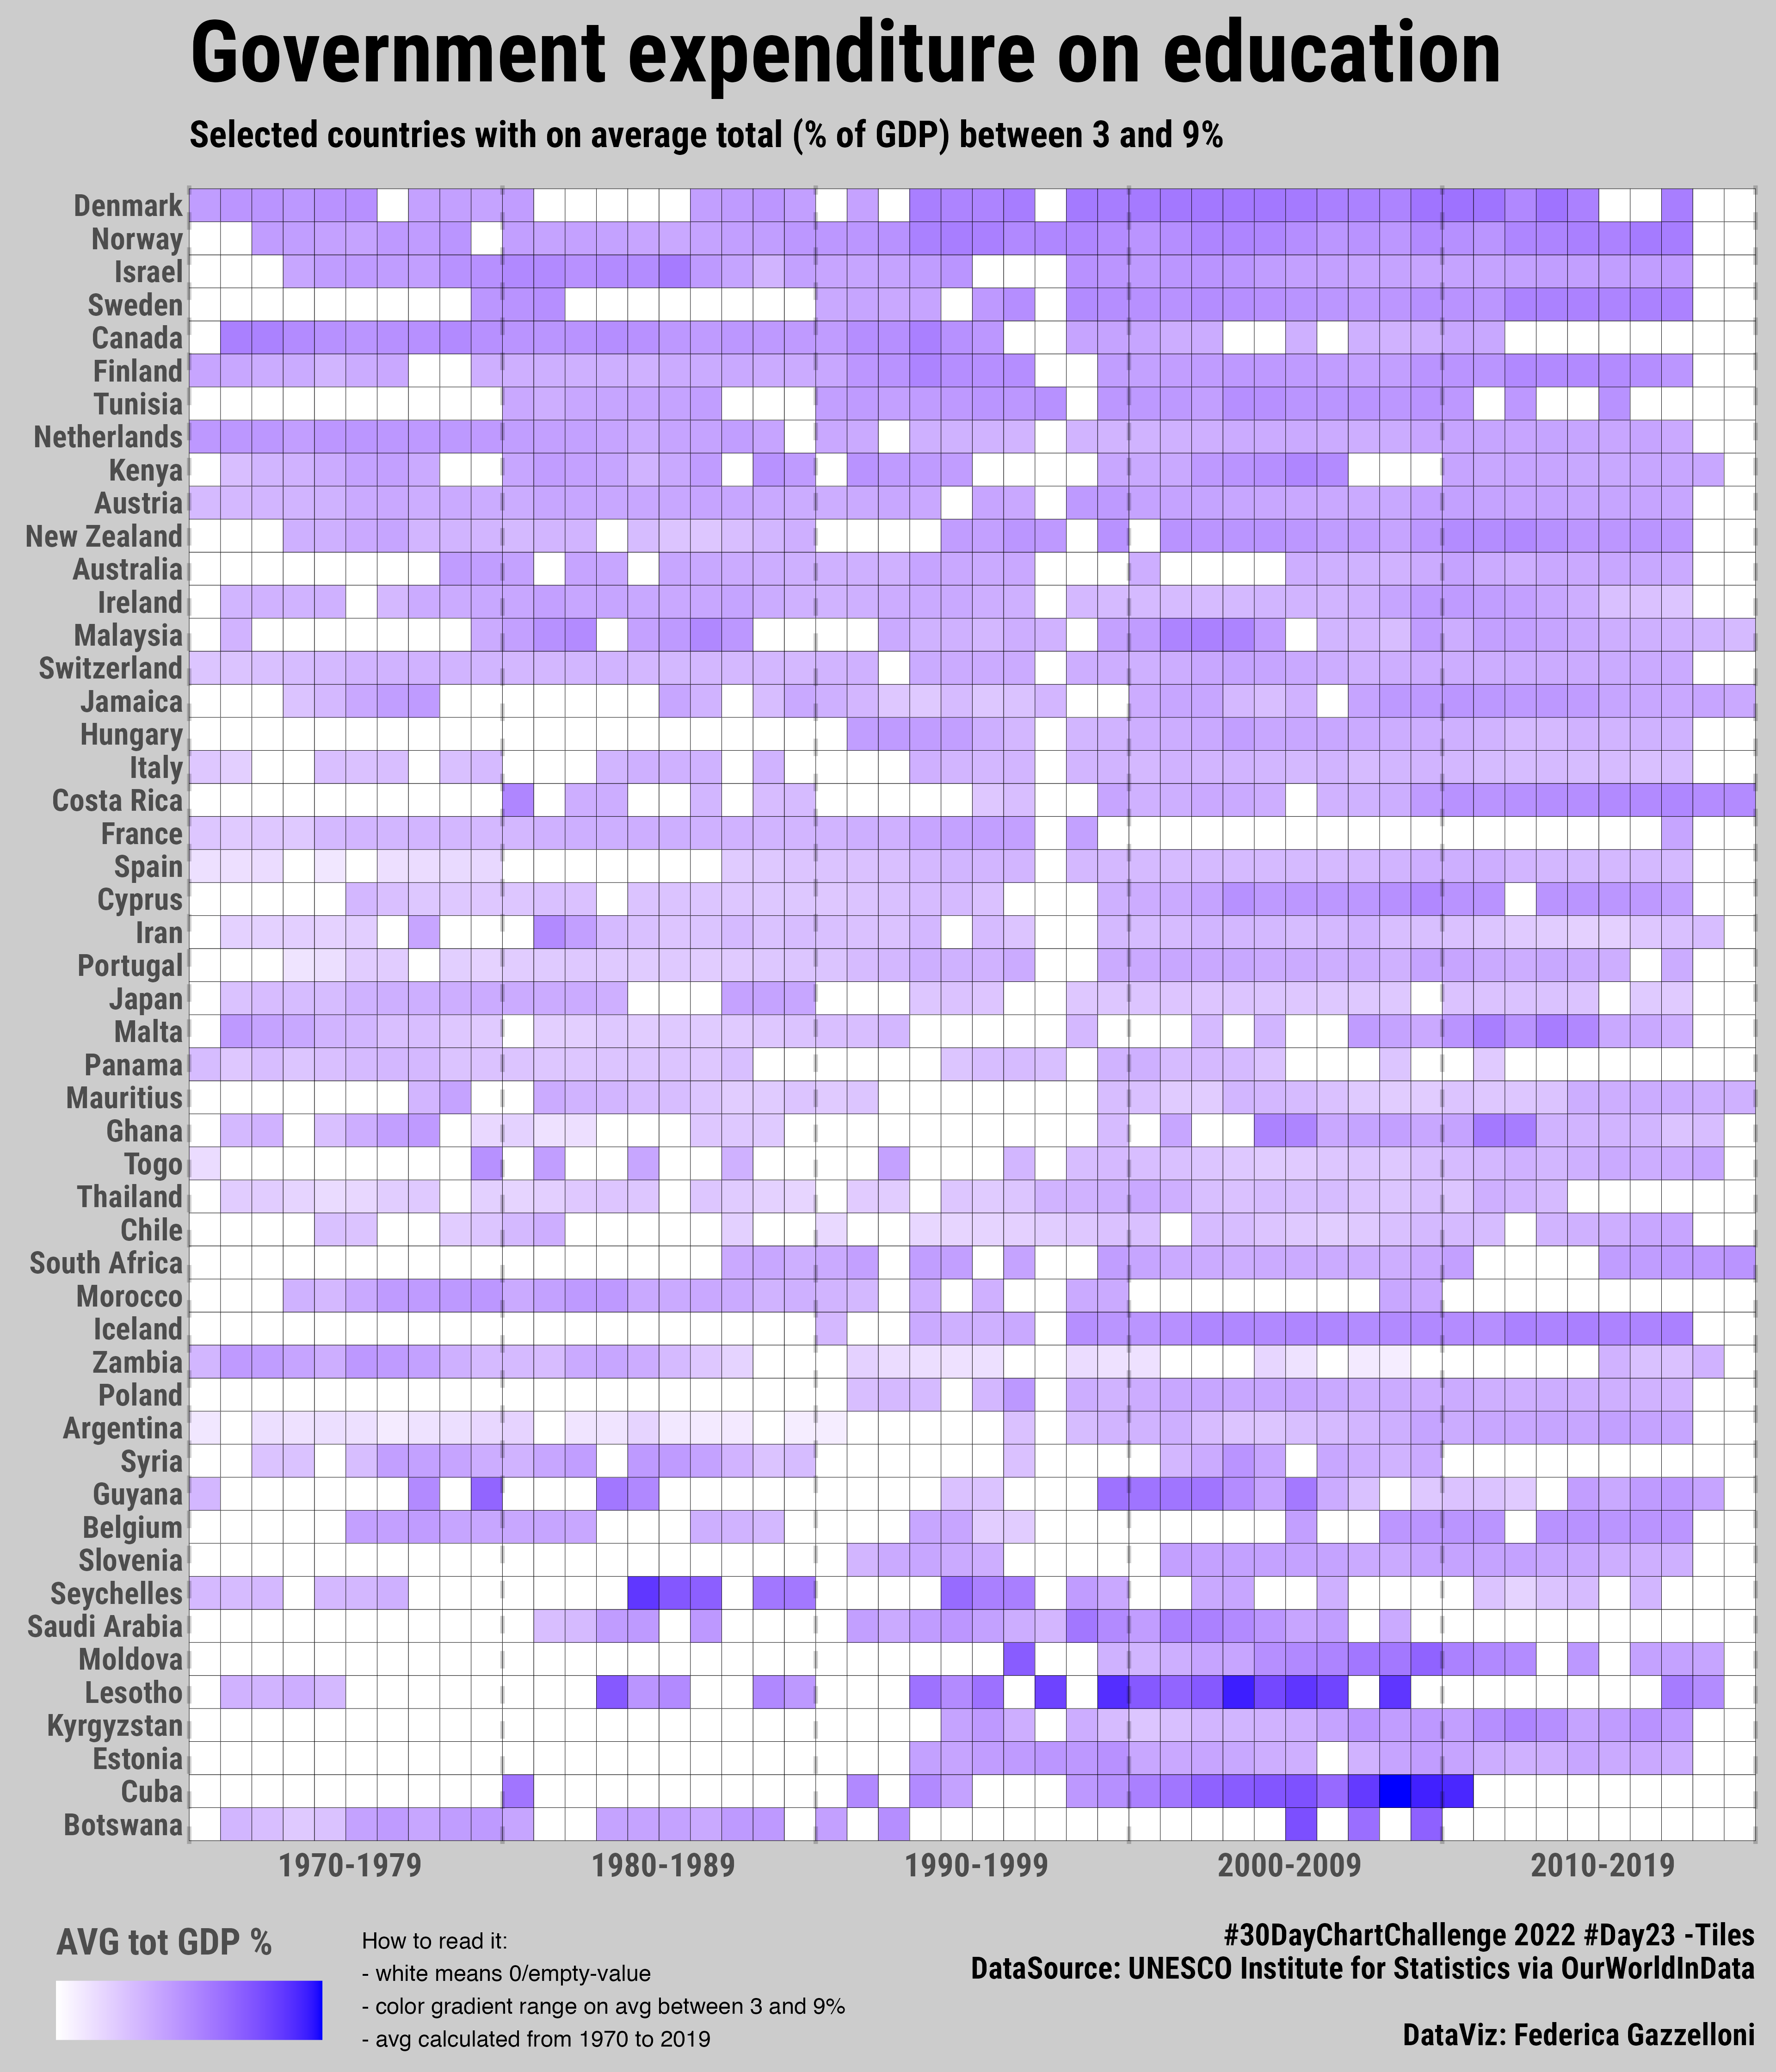 Government expenditure on education
Selected countries with on average total (% of GDP) between 3 and 9%
Denmark
Norway
Israel
Sweden
Canada
Finland
Tunisia
Netherlands
Kenya
Austria
New Zealand
Australia
Ireland
Malaysia
Switzerland
Jamaica
Hungary
Italy
Costa Rica
France
Spain
Cyprus
Iran
Portugal
Japan
Malta
Panama
Mauritius
Ghana
Togo
Thailand
Chile
South Africa
Morocco
Iceland
Zambia
Poland
Argentina
Syria
Guyana
Belgium
Slovenia
Seychelles
Saudi Arabia
Moldova
Lesotho
Kyrgyzstan
Estonia
Cuba
Botswana
1970-1979 1980-1989 1990-1999 2000-2009 2010-2019
AVG tot GDP %
How to read it:
- white means 0/empty-value
- color gradient range on avg between 3 and 9%
- avg calculated from 1970 to 2019
#30DayChartChallenge 2022 #Day23 -Tiles
DataSource: UNESCO Institute for Statistics via OurWorldInData
DataViz: Federica Gazzelloni